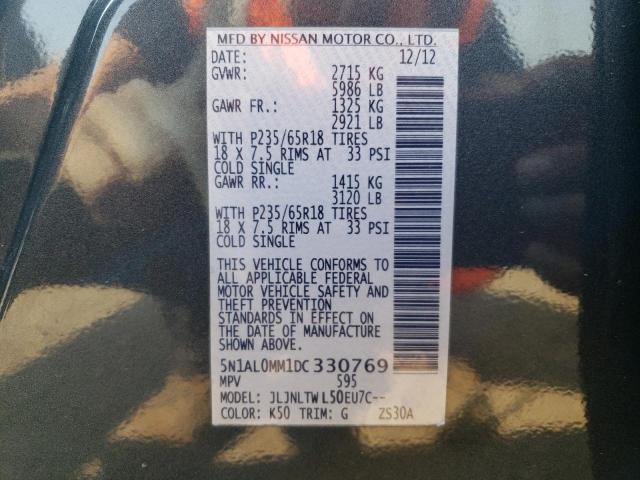 MFD BY NISSAN MOTOR CO., LTD.
DATE: 12/12
GVWR: 2715 KG
5986 LB
GAWR FR.: 1325 KG
2921 LB
WITH P235/65R18 TIRES
18 X 7.5 RIMS AT 33 PSI
COLD SINGLE
GAWR RR.: 1415 KG
3120 LB
WITH P235/65R18 TIRES
18 X 7.5 RIMS AT 33 PSI
COLD SINGLE
THIS VEHICLE CONFORMS TO
ALL APPLICABLE FEDERAL
MOTOR VEHICLE SAFETY AND
THEFT PREVENTION
STANDARDS IN EFFECT ON
THE DATE OF MANUFACTURE
SHOWN ABOVE.
5N1AL0MM1DC330769
MPV 595
MODEL: JLJNLTWL50EU7C--
COLOR: K50 TRIM: G ZS30A